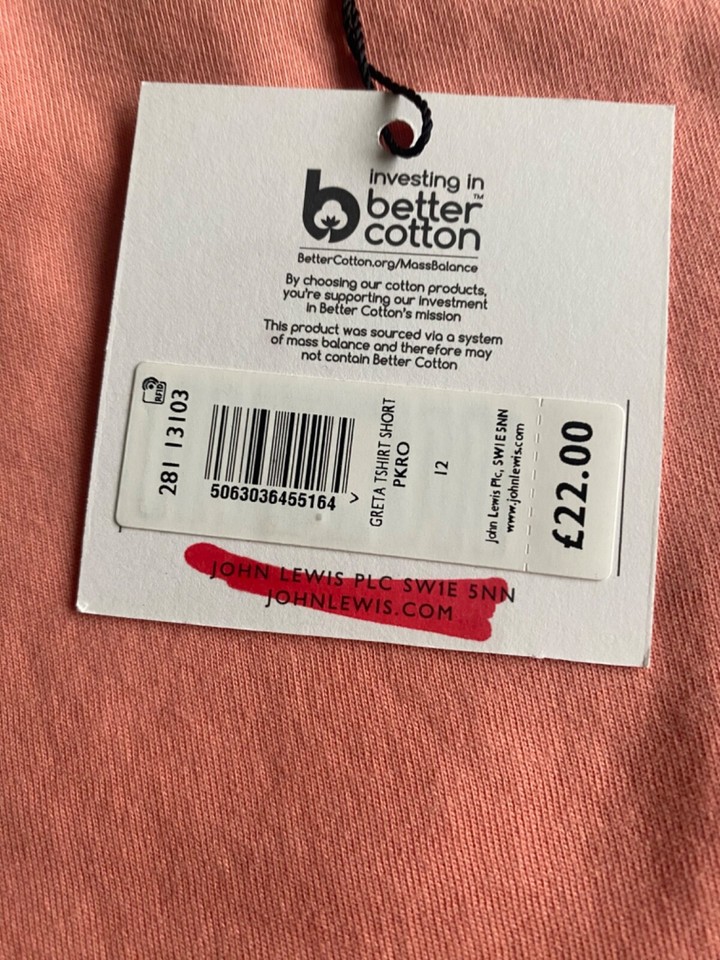 investing in
better™
cotton
BetterCotton.org/MassBalance
By choosing our cotton products,
you're supporting our investment
in Better Cotton's mission
This product was sourced via a system
of mass balance and therefore may
not contain Better Cotton
RFID
281 13103
5063036455164 >
GRETA TSHIRT SHORT
PKRO
12
John Lewis Plc, SW1E 5NN
www.johnlewis.com
£22.00
JOHN LEWIS PLC SW1E 5NN
JOHNLEWIS.COM